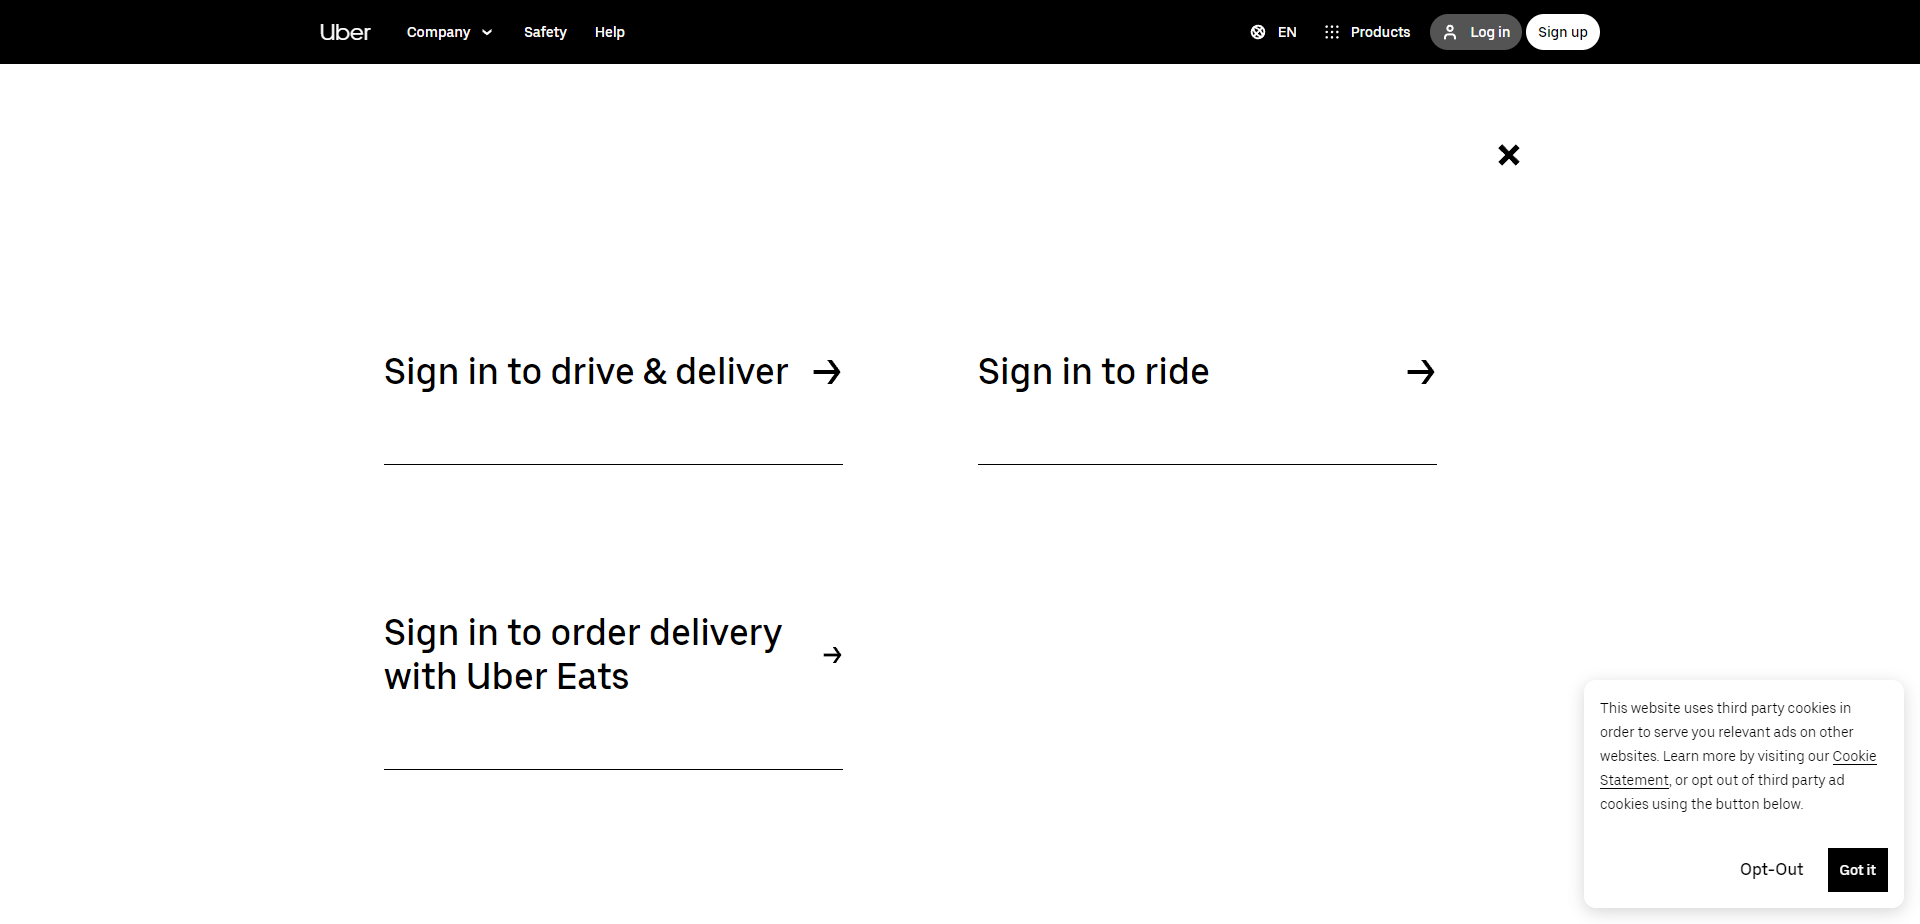 Uber Company Safety Help EN Products Log in Sign up
Sign in to drive & deliver
Sign in to ride
Sign in to order delivery
with Uber Eats
This website uses third party cookies in
order to serve you relevant ads on other
websites. Learn more by visiting our Cookie
Statement, or opt out of third party ad
cookies using the button below.
Opt-Out Got it